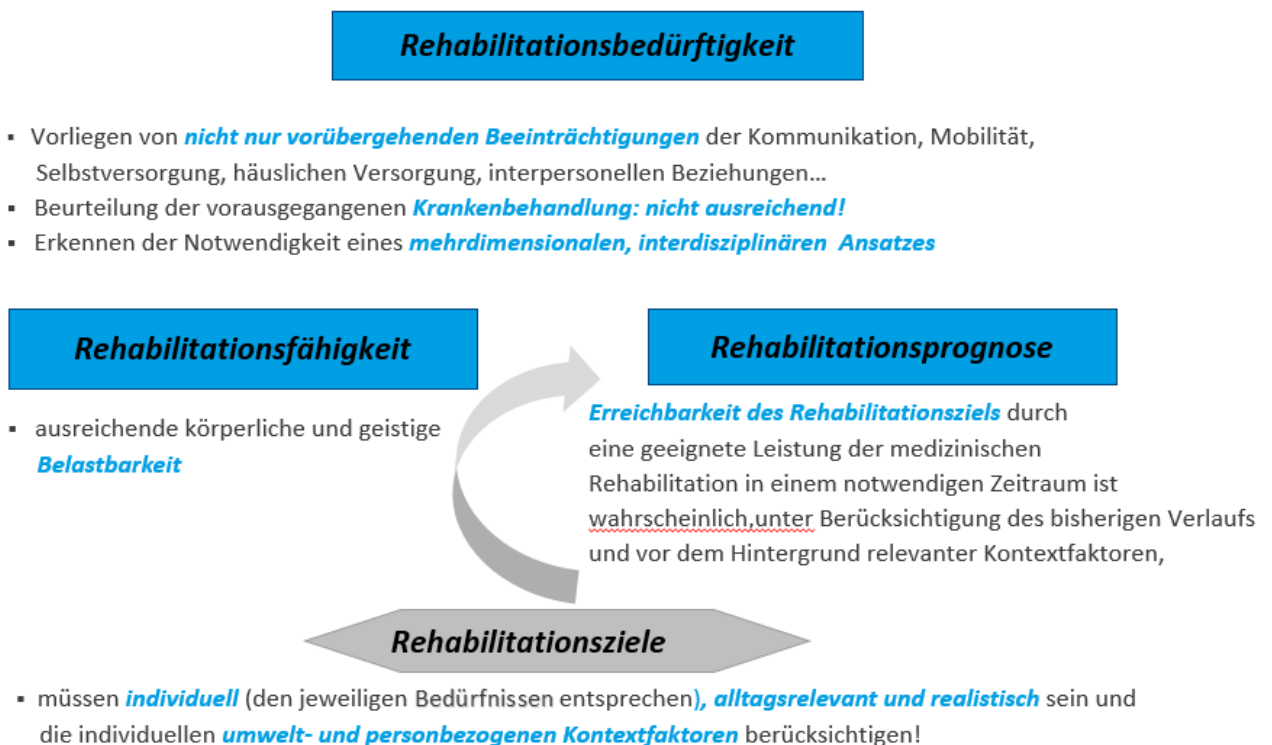 Rehabilitationsbedürftigkeit
▪ Vorliegen von nicht nur vorübergehenden Beeinträchtigungen der Kommunikation, Mobilität,
Selbstversorgung, häuslichen Versorgung, interpersonellen Beziehungen…
▪ Beurteilung der vorausgegangenen Krankenbehandlung: nicht ausreichend!
▪ Erkennen der Notwendigkeit eines mehrdimensionalen, interdisziplinären Ansatzes
Rehabilitationsfähigkeit
▪ ausreichende körperliche und geistige
Belastbarkeit
Rehabilitationsprognose
Erreichbarkeit des Rehabilitationsziels durch
eine geeignete Leistung der medizinischen
Rehabilitation in einem notwendigen Zeitraum ist
wahrscheinlich,unter Berücksichtigung des bisherigen Verlaufs
und vor dem Hintergrund relevanter Kontextfaktoren,
Rehabilitationsziele
▪ müssen individuell (den jeweiligen Bedürfnissen entsprechen), alltagsrelevant und realistisch sein und
die individuellen umwelt- und personbezogenen Kontextfaktoren berücksichtigen!